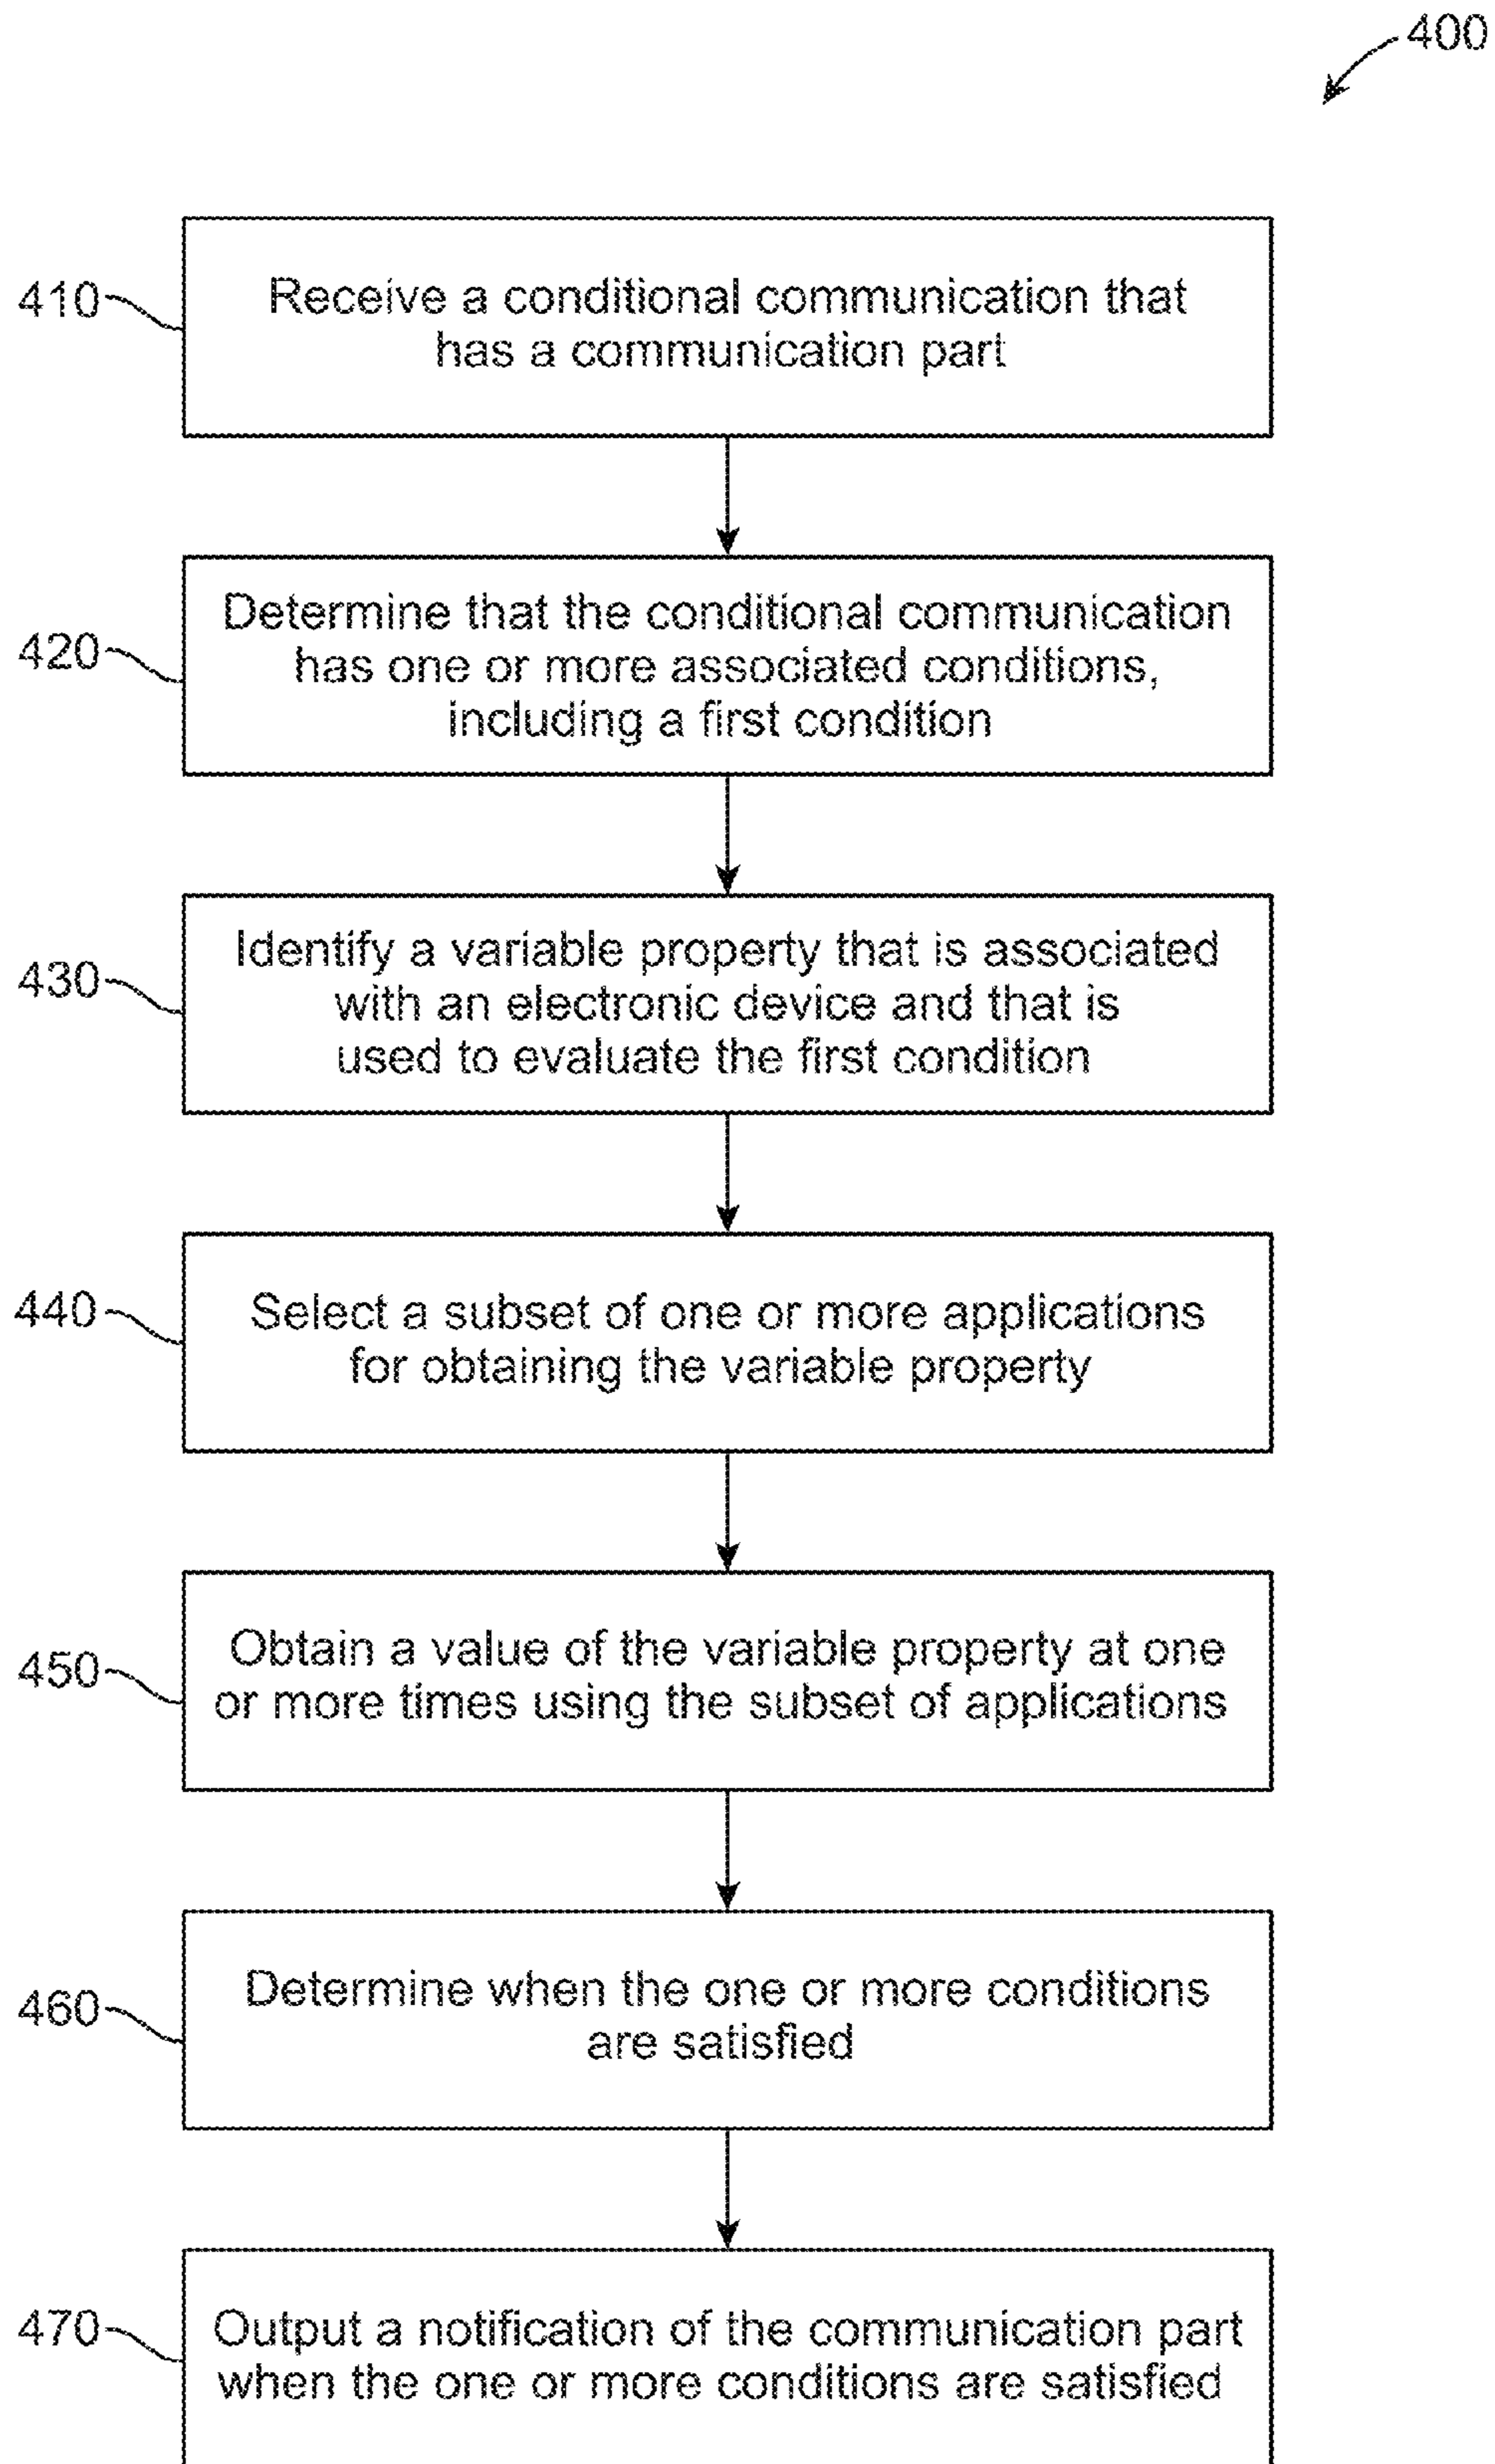 400
410
Receive a conditional communication that
has a communication part
420
Determine that the conditional communication
has one or more associated conditions,
including a first condition
430
Identify a variable property that is associated
with an electronic device and that is
used to evaluate the first condition
440
Select a subset of one or more applications
for obtaining the variable property
450
Obtain a value of the variable property at one
or more times using the subset of applications
460
Determine when the one or more conditions
are satisfied
470
Output a notification of the communication part
when the one or more conditions are satisfied